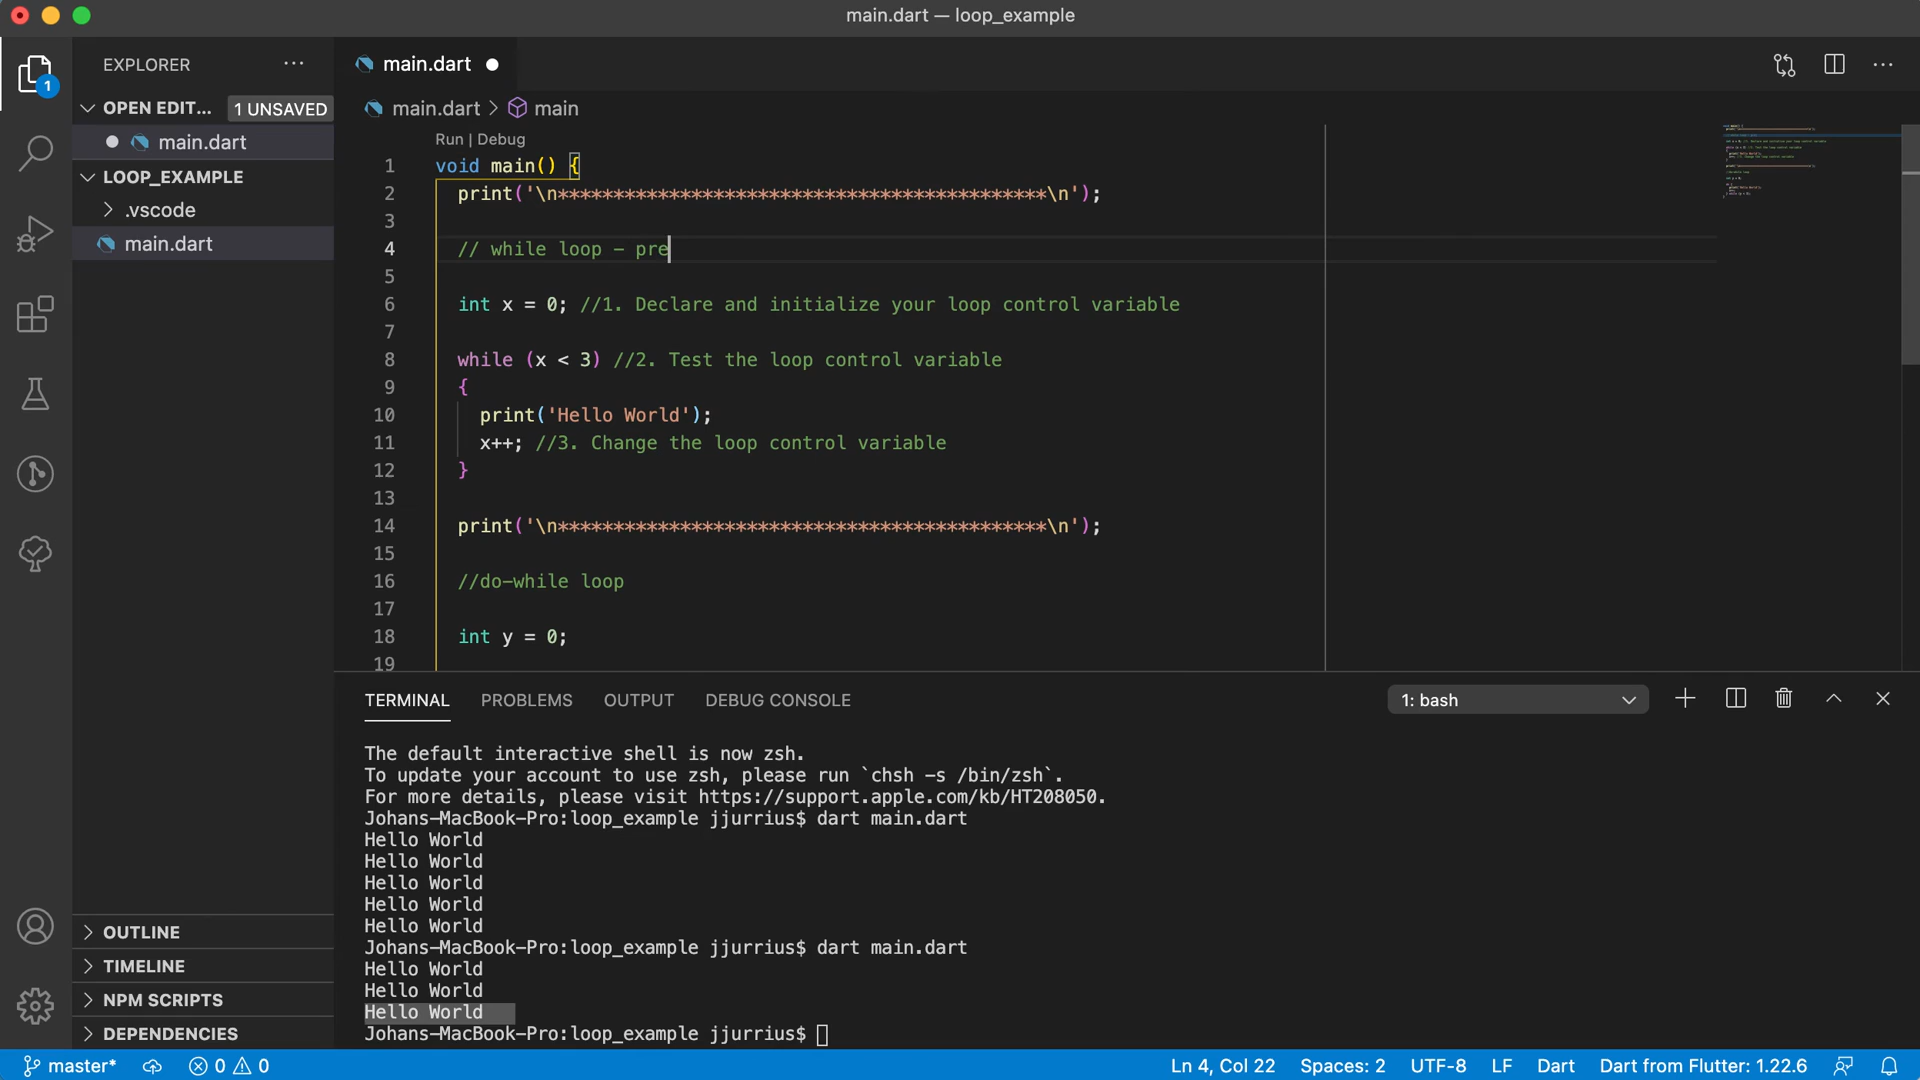 main.dart — loop_example
EXPLORER
main.dart
1
OPEN EDIT...
1 UNSAVED
main.dart > main
main.dart
LOOP_EXAMPLE
.vscode
main.dart
OUTLINE
TIMELINE
NPM SCRIPTS
DEPENDENCIES
Run | Debug
1 void main() {
2 print('\n********************************************\n');
3
4 // while loop - pre
5
6 int x = 0; //1. Declare and initialize your loop control variable
7
8 while (x < 3) //2. Test the loop control variable
9 {
10 print('Hello World');
11 x++; //3. Change the loop control variable
12 }
13
14 print('\n********************************************\n');
15
16 //do-while loop
17
18 int y = 0;
19
TERMINAL PROBLEMS OUTPUT DEBUG CONSOLE
1: bash
The default interactive shell is now zsh.
To update your account to use zsh, please run `chsh -s /bin/zsh`.
For more details, please visit https://support.apple.com/kb/HT208050.
Johans-MacBook-Pro:loop_example jjurrius$ dart main.dart
Hello World
Hello World
Hello World
Hello World
Hello World
Johans-MacBook-Pro:loop_example jjurrius$ dart main.dart
Hello World
Hello World
Hello World
Johans-MacBook-Pro:loop_example jjurrius$
master* 0 0 Ln 4, Col 22 Spaces: 2 UTF-8 LF Dart Dart from Flutter: 1.22.6